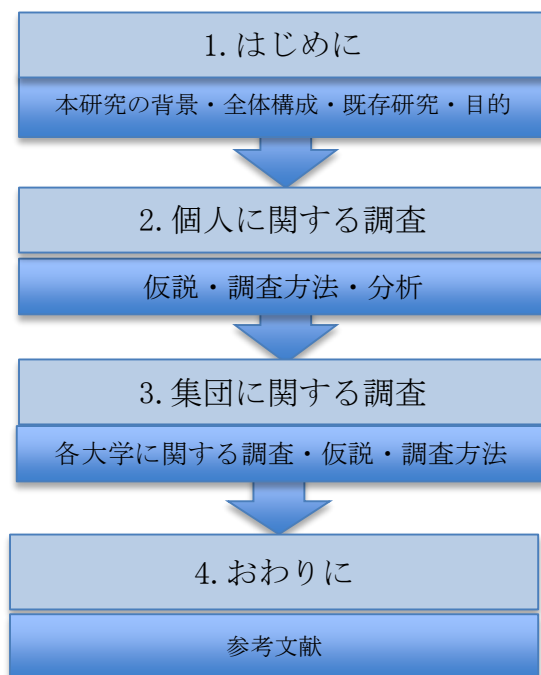 1.はじめに
本研究の背景・全体構成・既存研究・目的
2.個人に関する調査
仮説・調査方法・分析
3.集団に関する調査
各大学に関する調査・仮説・調査方法
4.おわりに
参考文献